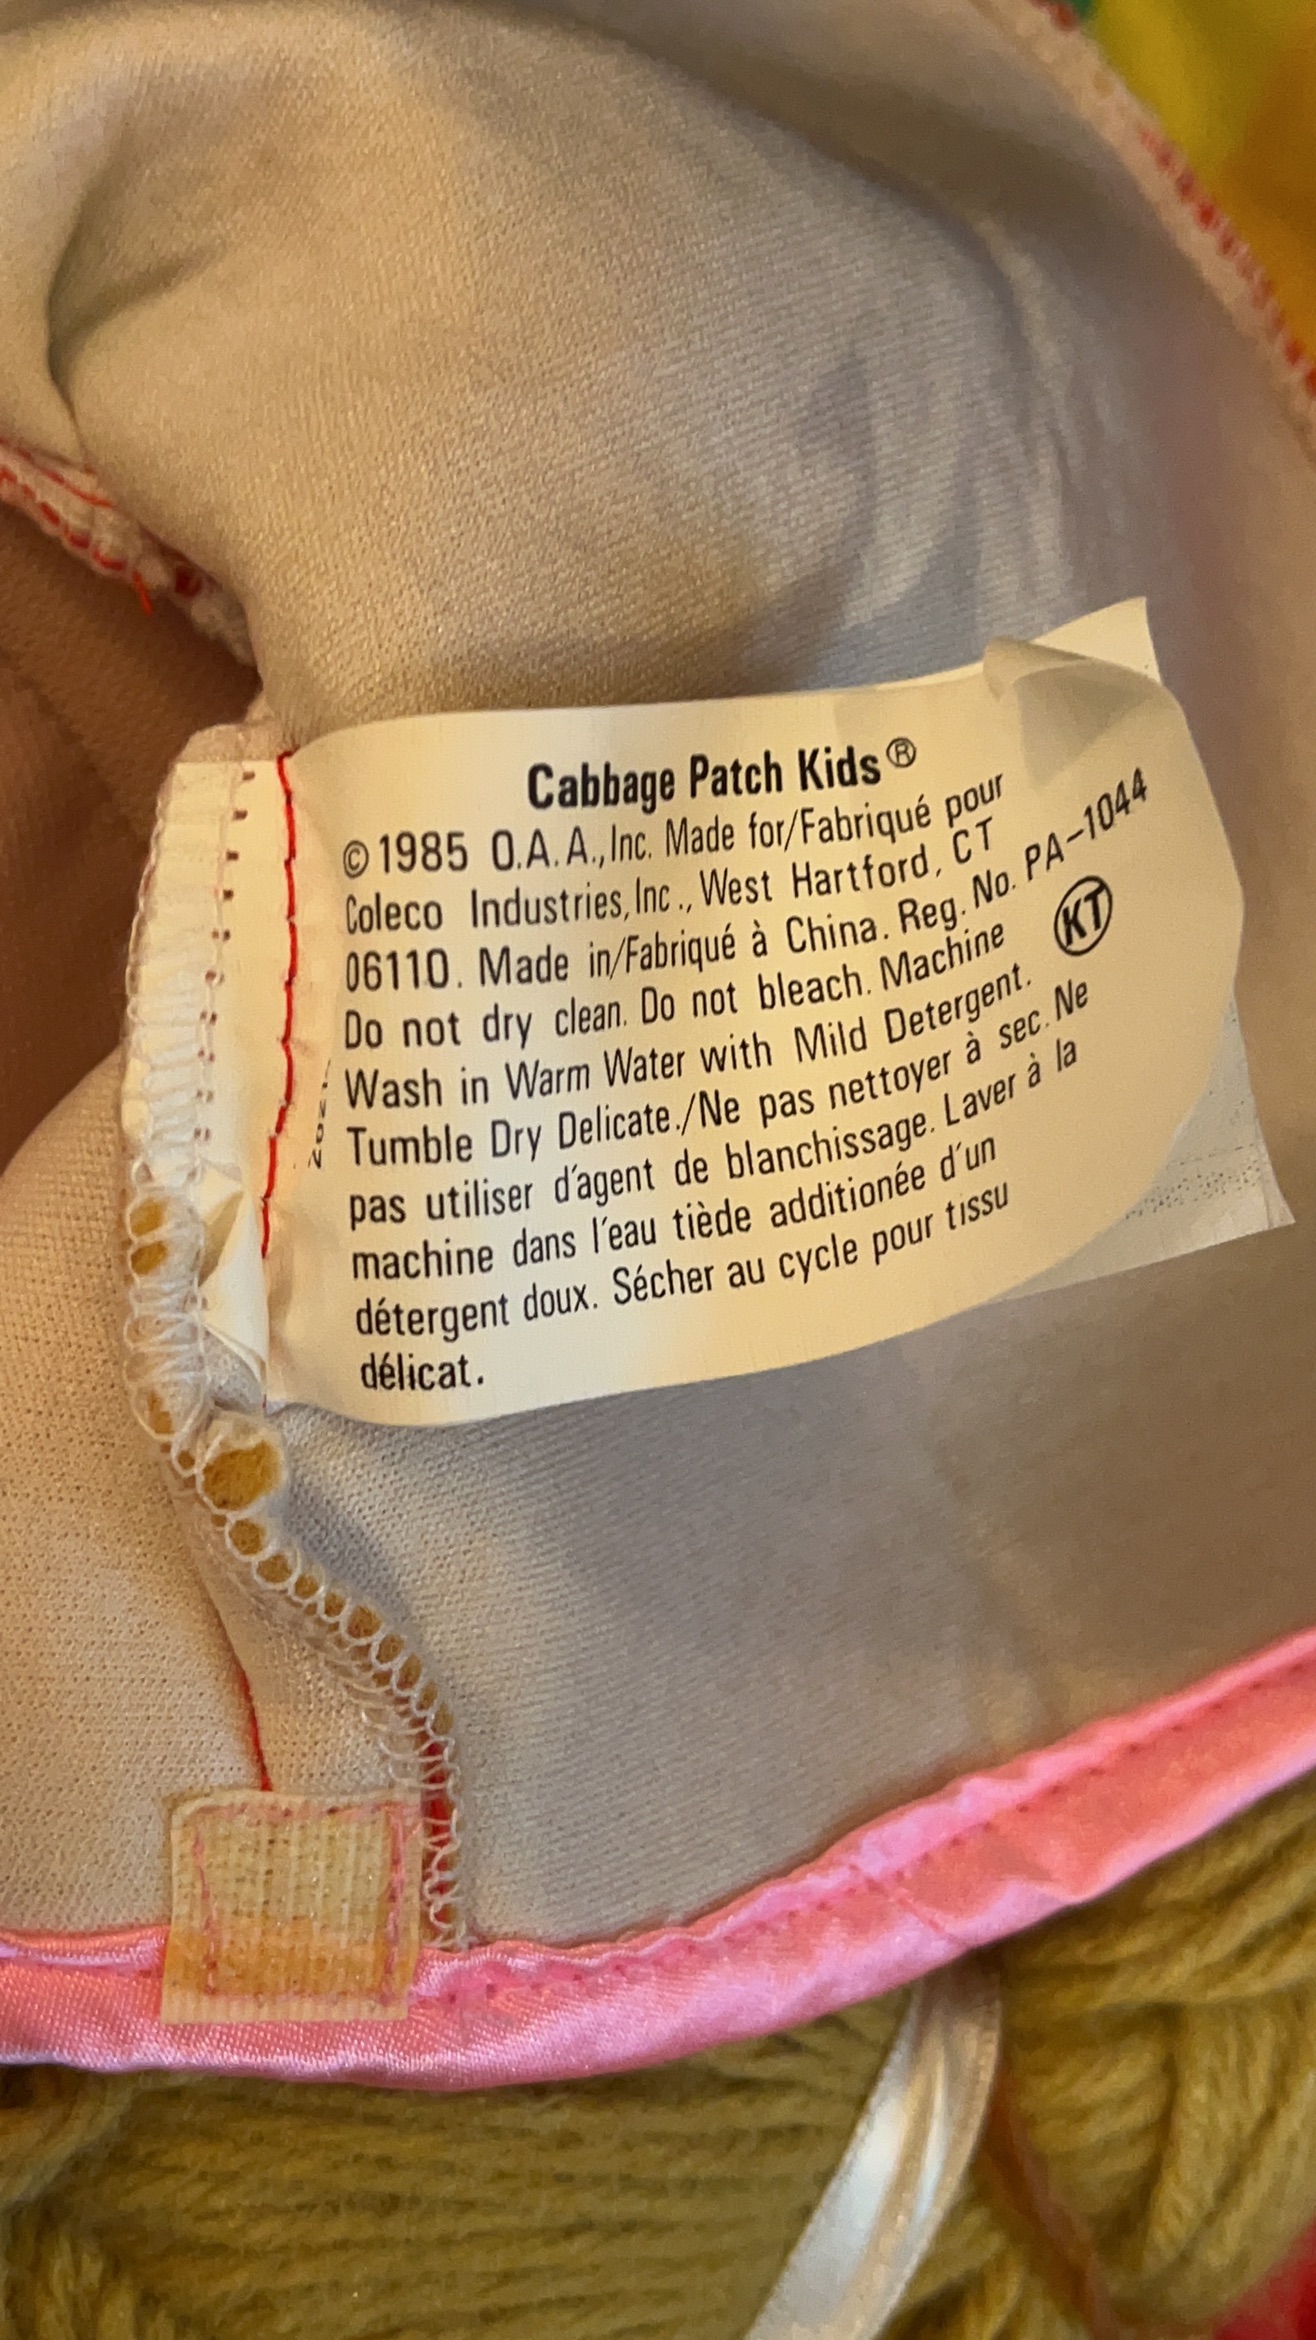 Cabbage Patch Kids®
©1985 O.A.A., Inc. Made for/Fabriqué pour
Coleco Industries, Inc., West Hartford, CT
06110. Made in/Fabriqué à China. Reg. No. PA-1044
Do not dry clean. Do not bleach. Machine
KT
Wash in Warm Water with Mild Detergent.
Tumble Dry Delicate./Ne pas nettoyer à sec. Ne
pas utiliser d'agent de blanchissage. Laver à la
machine dans l'eau tiède additionée d'un
détergent doux. Sécher au cycle pour tissu
délicat.